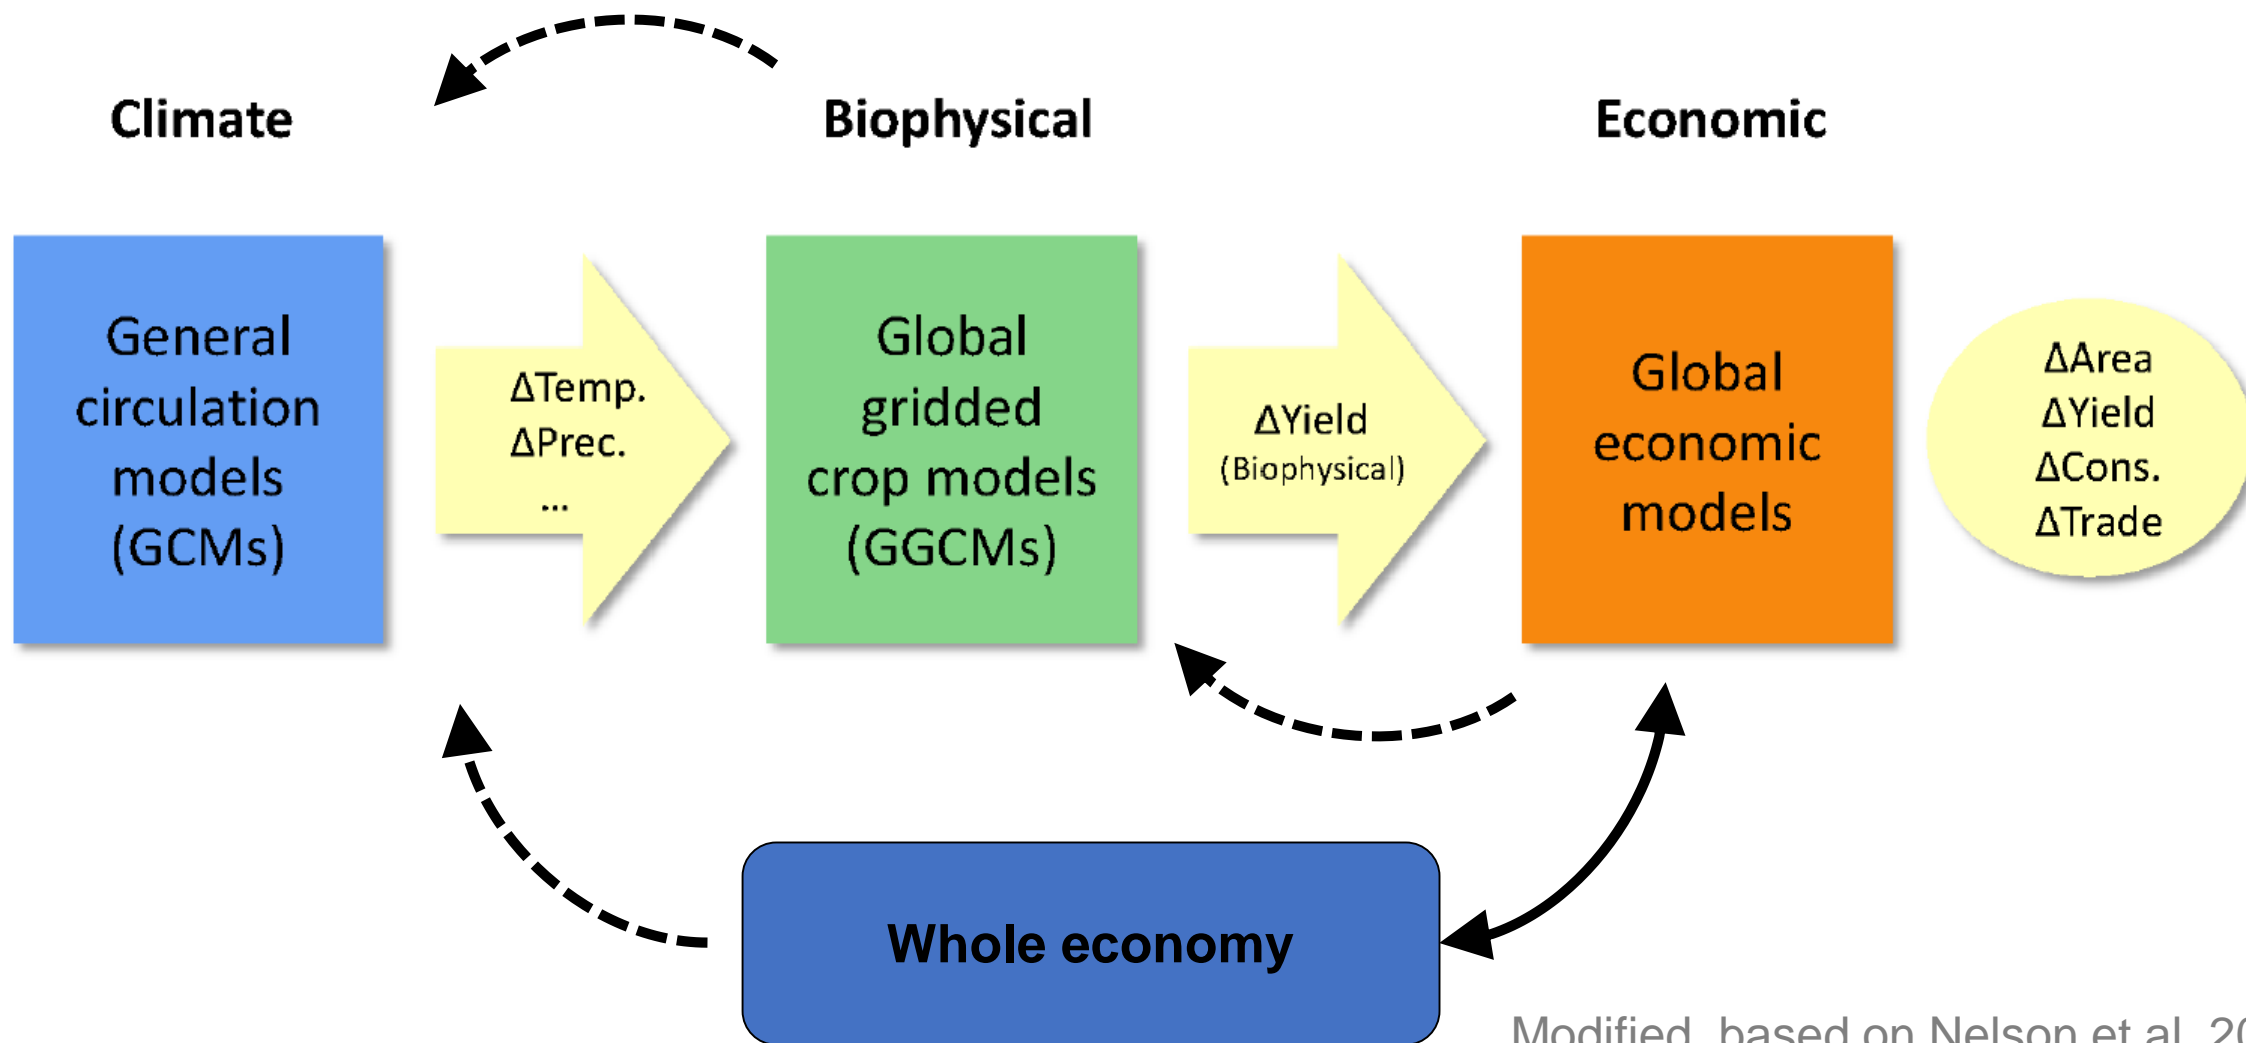 Climate
Biophysical
Economic
General
circulation
models
(GCMs)
ΔTemp.
ΔPrec.
...
Global
gridded
crop models
(GGCMs)
ΔYield
(Biophysical)
Global
economic
models
ΔArea
ΔYield
ΔCons.
ΔTrade
Whole economy
Modified, based on Nelson et al. 20